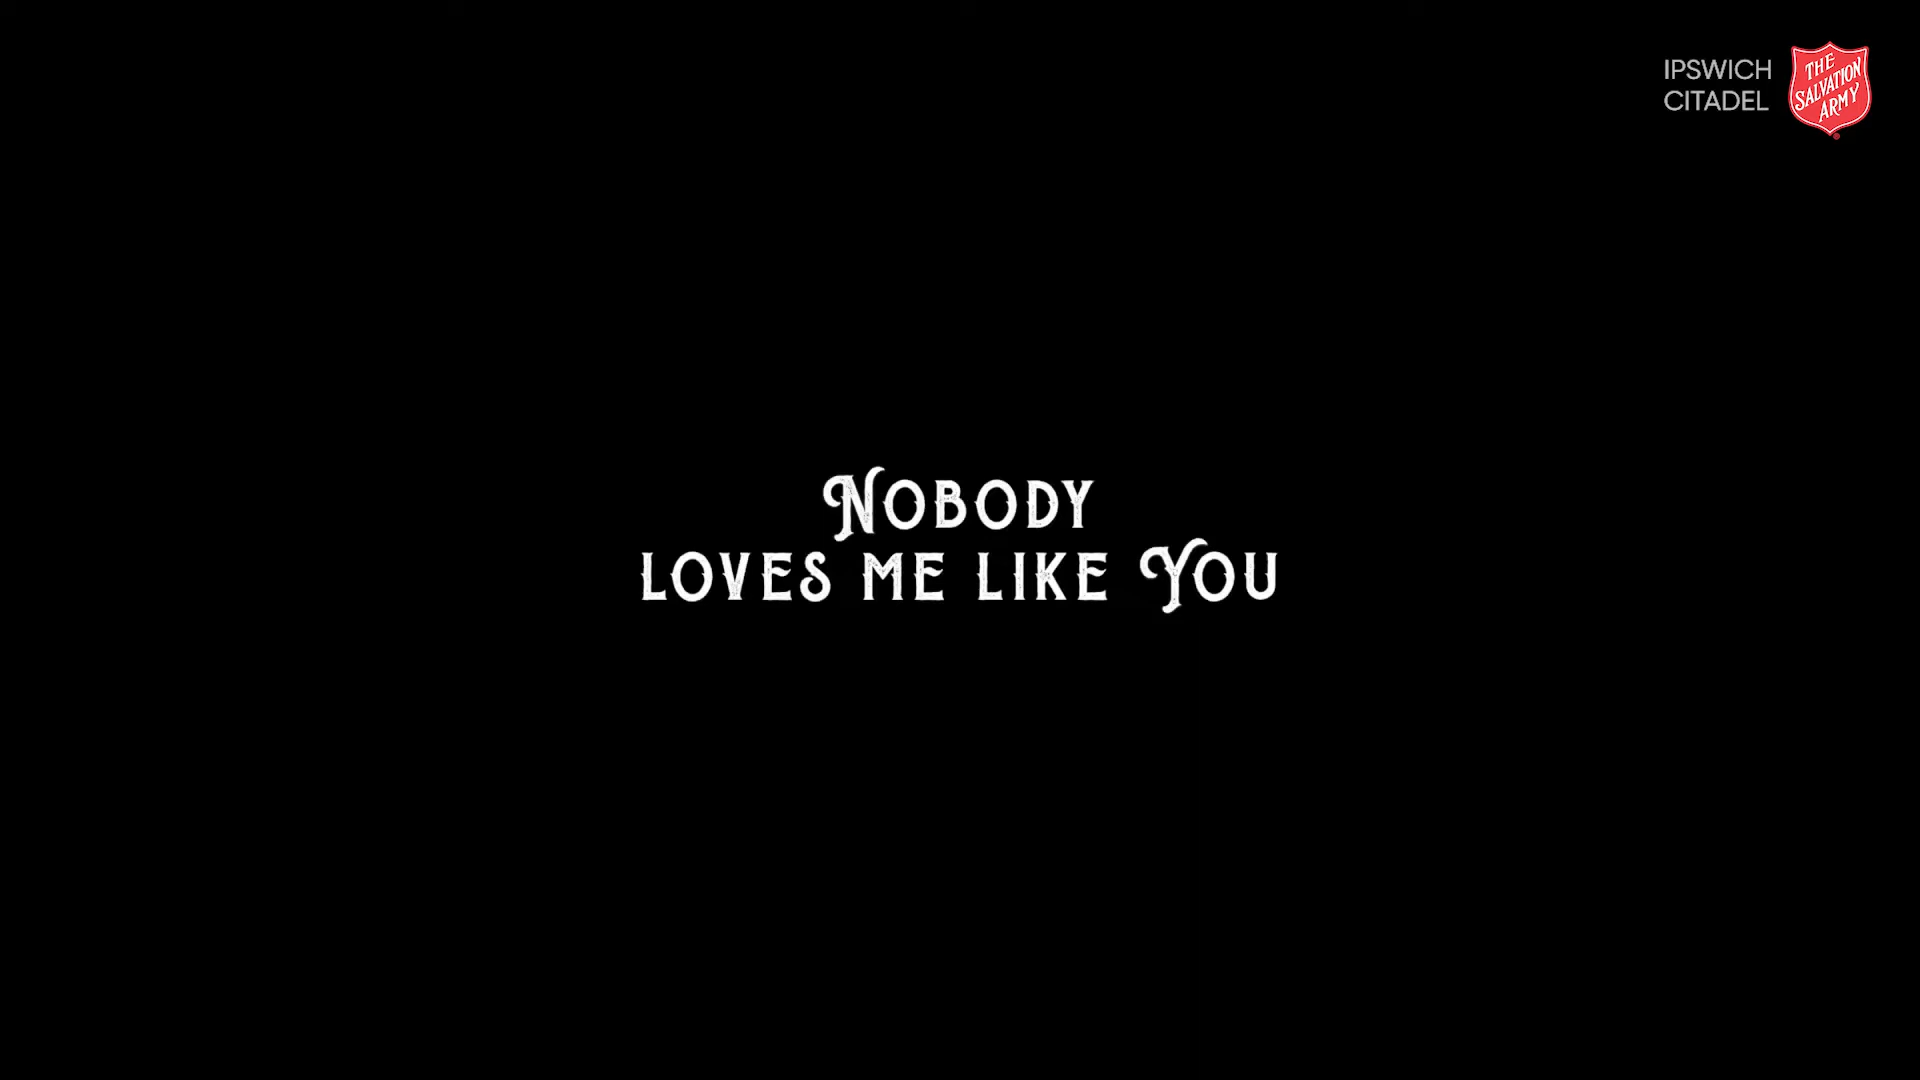 IPSWICH
CITADEL
THE
SALVATION
ARMY
Nobody
LOVES ME LIKE YOU